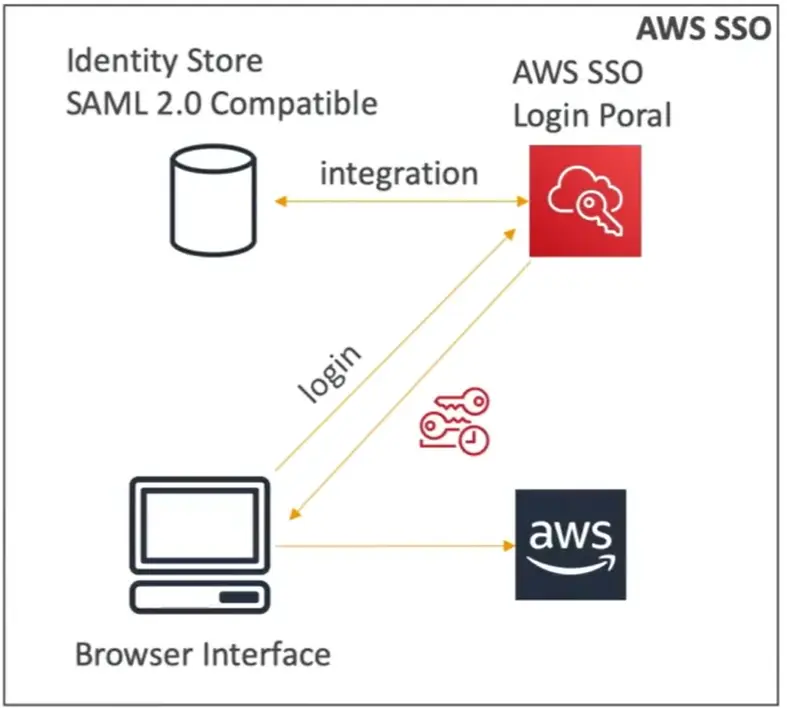 AWS SSO
Identity Store
SAML 2.0 Compatible
AWS SSO
Login Poral
integration
login
aws
Browser Interface